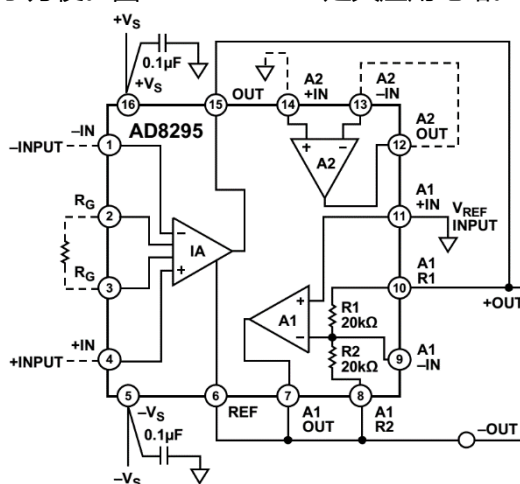 +VS
0.1µF
+VS
OUT
A2
+IN
A2
–IN
16
15
14
13
AD8295
–IN
–INPUT
1
+
–
A2
12
A2
OUT
RG
2
11
A1
+IN
VREF
INPUT
–
IA
+
RG
3
10
A1
R1
+OUT
A1
+
–
R1
20kΩ
R2
20kΩ
+IN
+INPUT
4
9
A1
–IN
5
6
7
8
–VS
REF
A1
OUT
A1
R2
–OUT
0.1µF
–VS